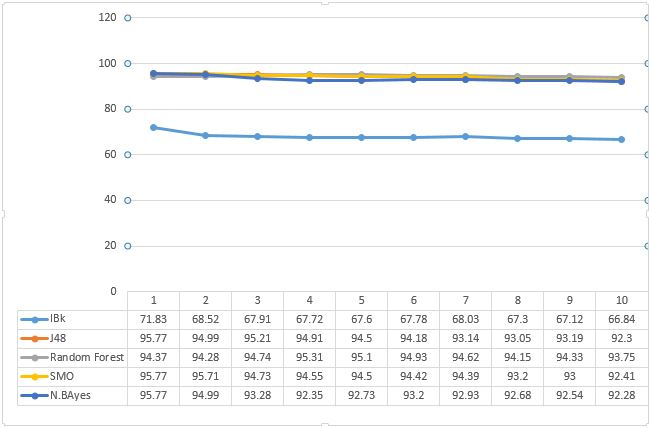 120
100
80
60
40
20
0
1 2 3 4 5 6 7 8 9 10
IBk 71.83 68.52 67.91 67.72 67.6 67.78 68.03 67.3 67.12 66.84
J48 95.77 94.99 95.21 94.91 94.5 94.18 93.14 93.05 93.19 92.3
Random Forest 94.37 94.28 94.74 95.31 95.1 94.93 94.62 94.15 94.33 93.75
SMO 95.77 95.71 94.73 94.55 94.5 94.42 94.39 93.2 93 92.41
N.BAyes 95.77 94.99 93.28 92.35 92.73 93.2 92.93 92.68 92.54 92.28